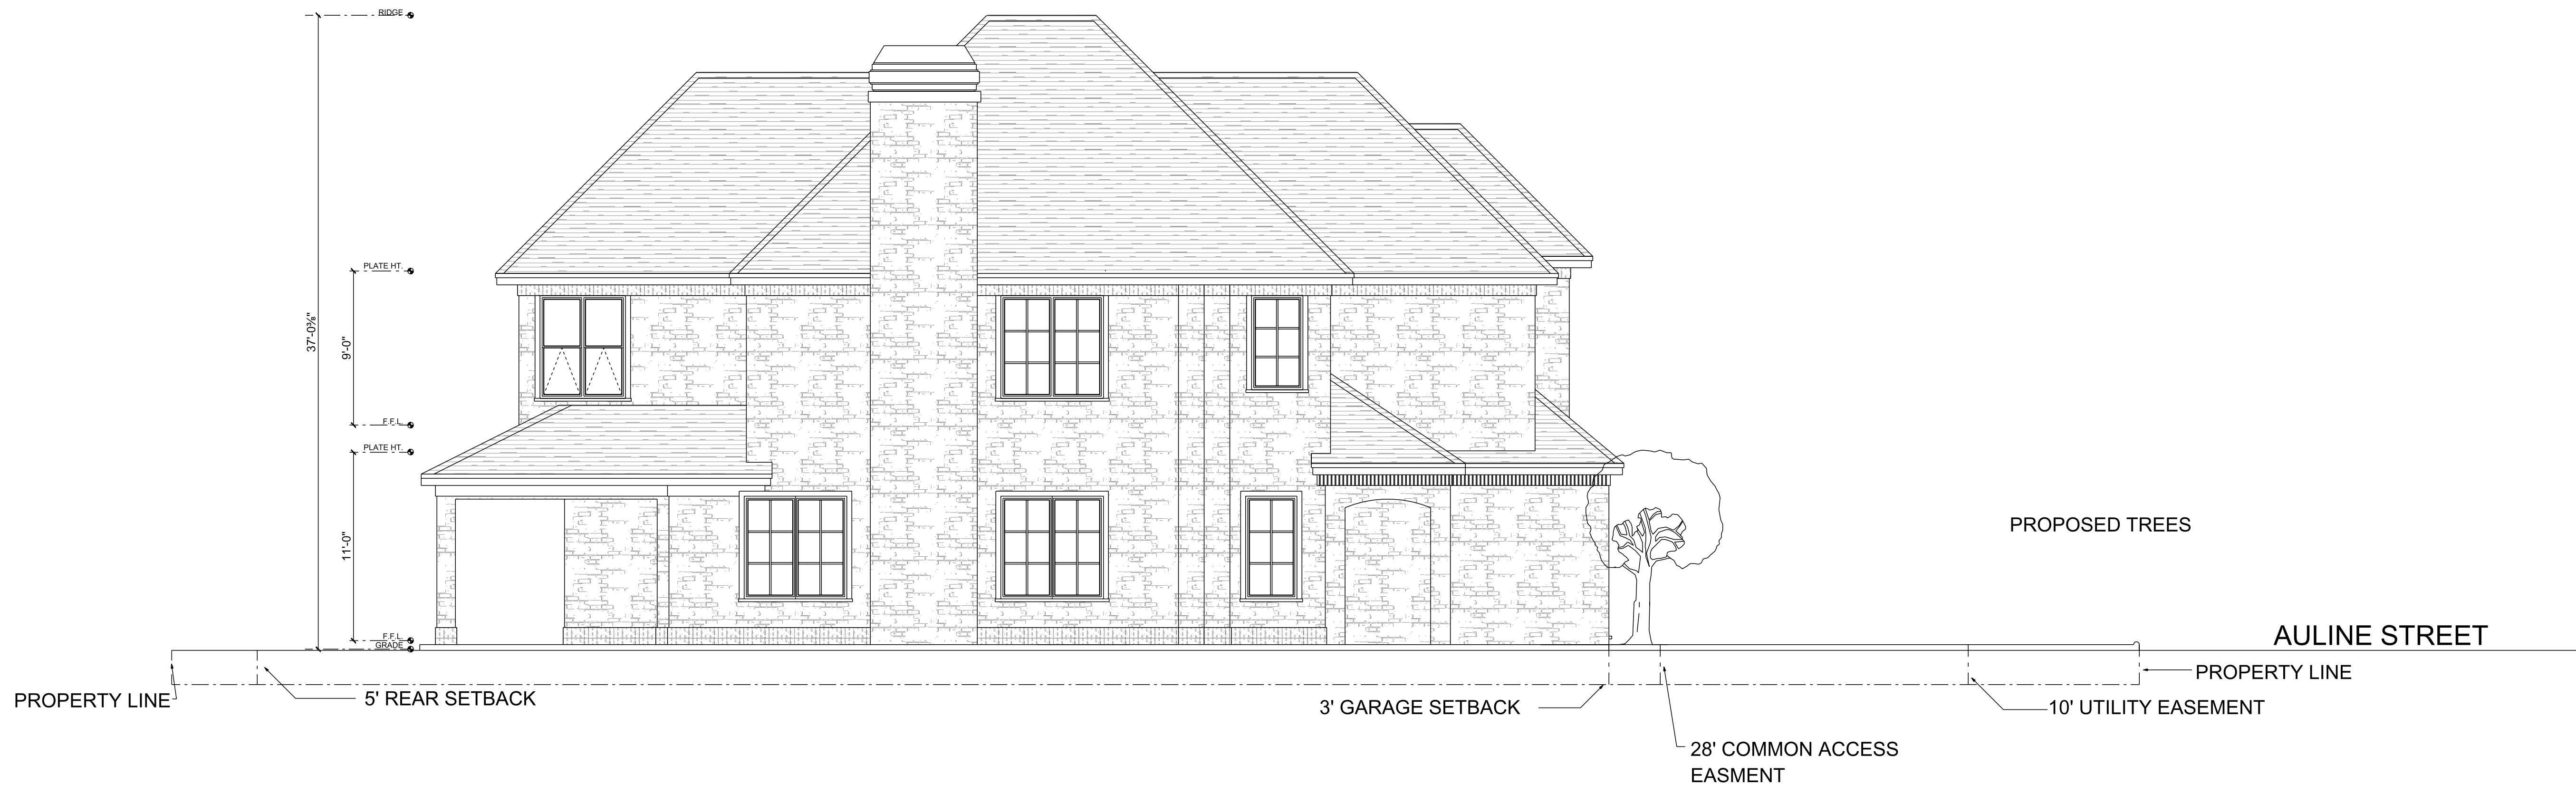 RIDGE
37'-0⅜"
PLATE HT.
9'-0"
F.F.L.
PLATE HT.
11'-0"
F.F.L.
GRADE
PROPOSED TREES
AULINE STREET
PROPERTY LINE
5' REAR SETBACK
3' GARAGE SETBACK
28' COMMON ACCESS
EASMENT
10' UTILITY EASEMENT
PROPERTY LINE